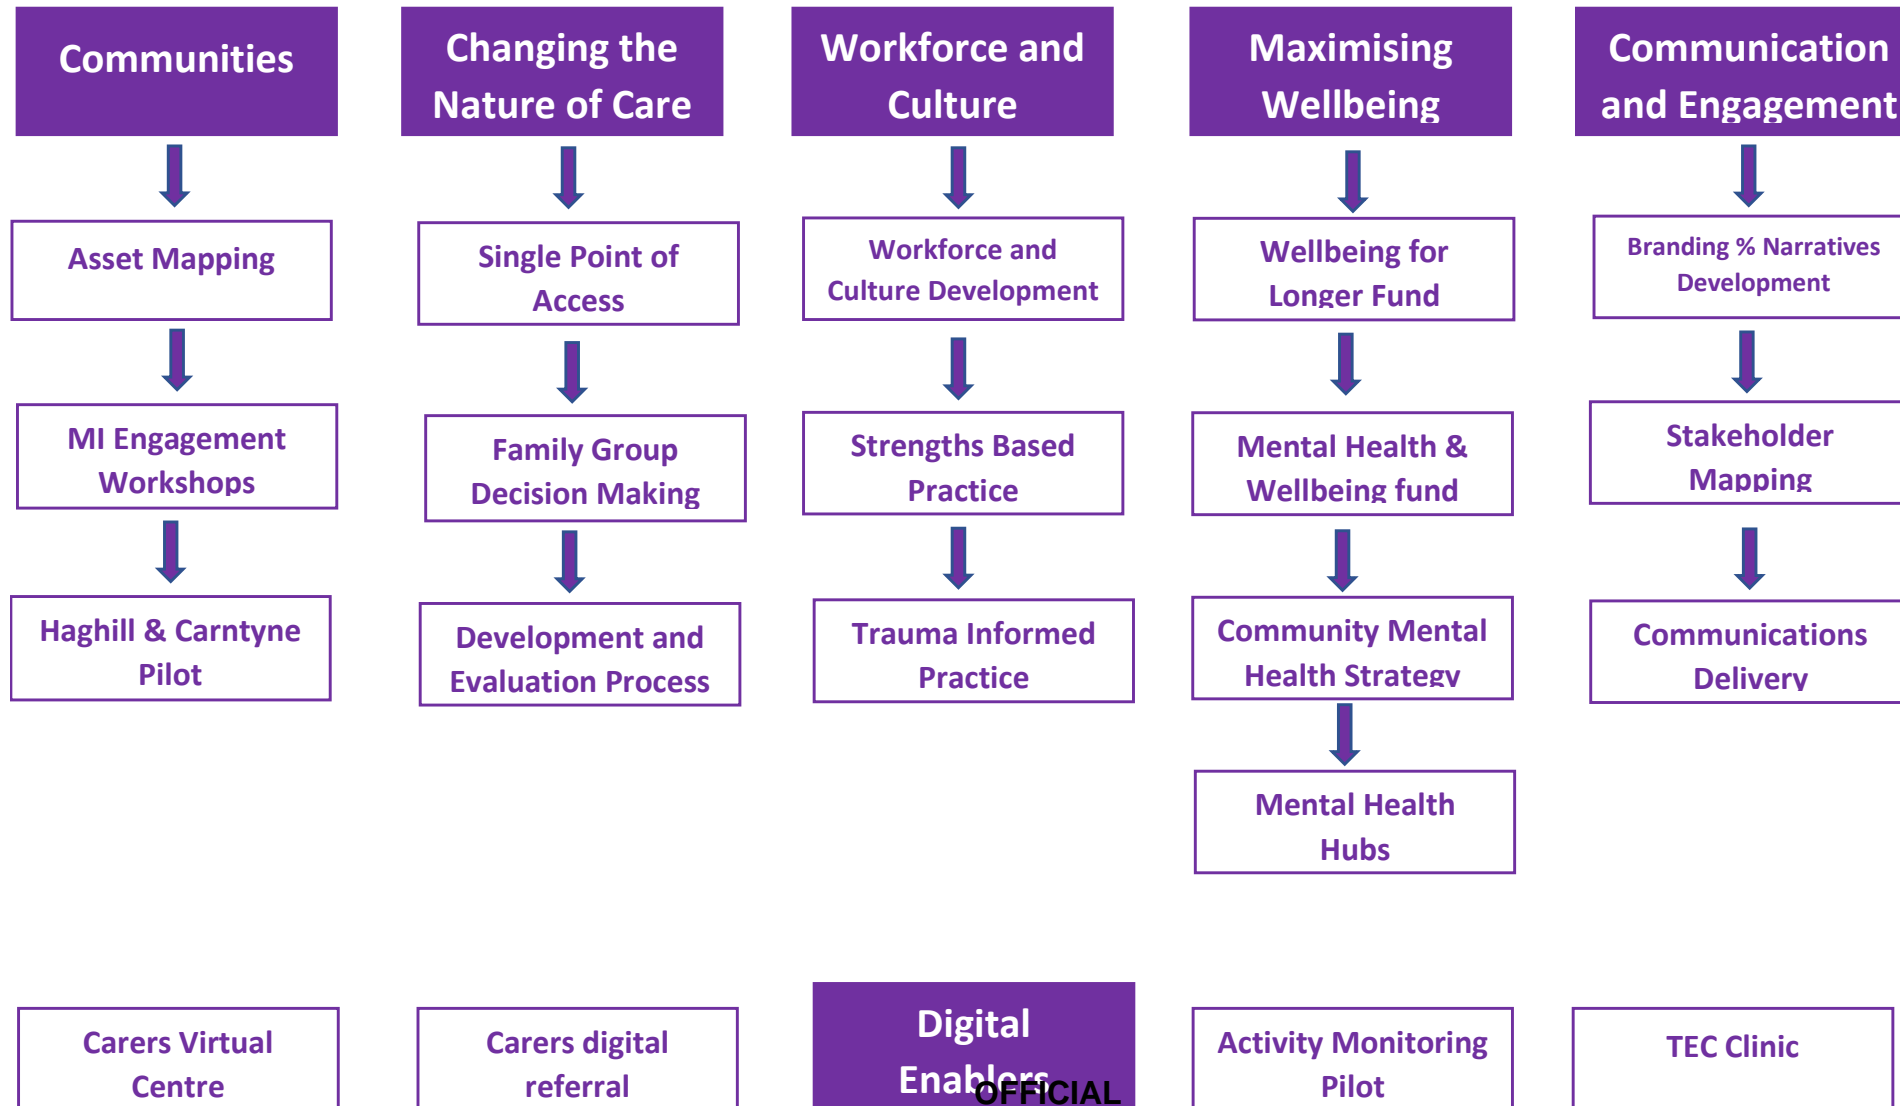 Communities
Changing the
Nature of Care
Workforce and
Culture
Maximising
Wellbeing
Communication
and Engagement
Asset Mapping
Single Point of
Access
Workforce and
Culture Development
Wellbeing for
Longer Fund
Branding % Narratives
Development
MI Engagement
Workshops
Family Group
Decision Making
Strengths Based
Practice
Mental Health &
Wellbeing fund
Stakeholder
Mapping
Haghill & Carntyne
Pilot
Development and
Evaluation Process
Trauma Informed
Practice
Community Mental
Health Strategy
Communications
Delivery
Mental Health
Hubs
Carers Virtual
Centre
Carers digital
referral
Digital
Enablers
Activity Monitoring
Pilot
TEC Clinic
OFFICIAL